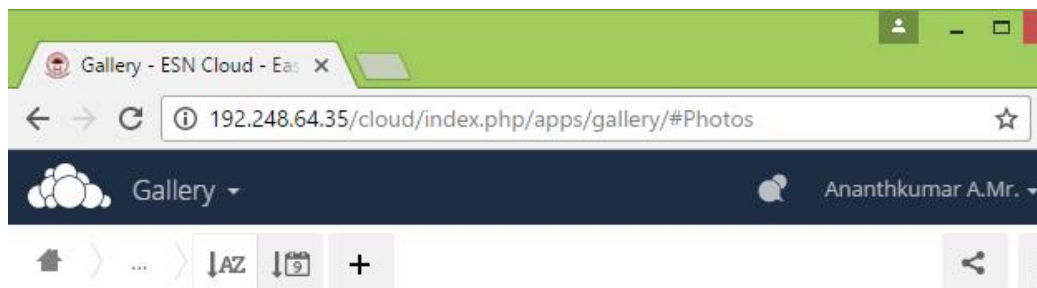 Gallery - ESN Cloud - Eas
192.248.64.35/cloud/index.php/apps/gallery/#Photos
Gallery
Ananthkumar A.Mr.
...
AZ
9
+